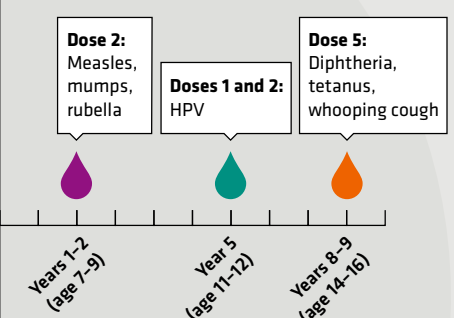 Dose 2:
Measles,
mumps,
rubella
Doses 1 and 2:
HPV
Dose 5:
Diphtheria,
tetanus,
whooping cough
Years 1–2
(age 7–9)
Year 5
(age 11–12)
Years 8–9
(age 14–16)